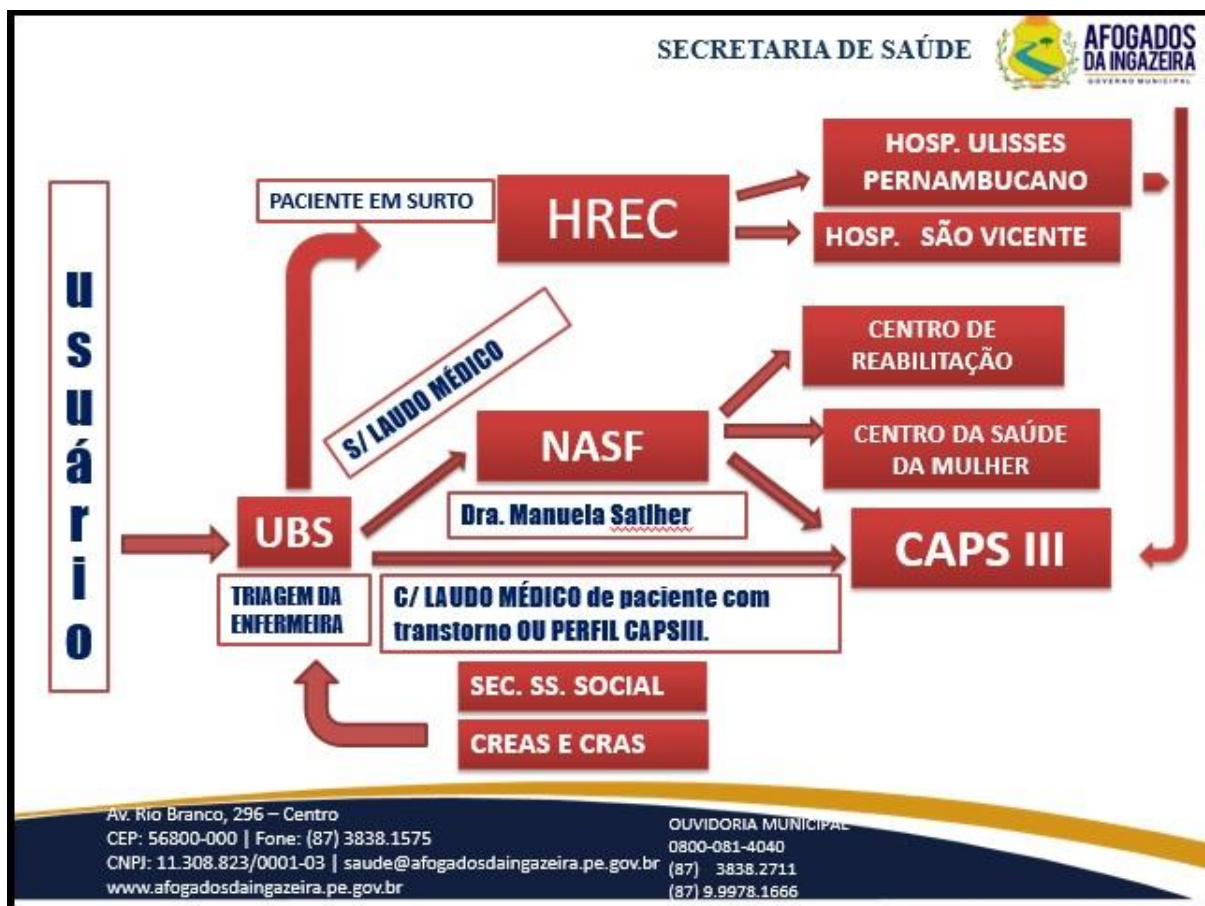 SECRETARIA DE SAÚDE
AFOGADOS
DA INGAZEIRA
GOVERNO MUNICIPAL
usuário
PACIENTE EM SURTO
HREC
HOSP. ULISSES
PERNAMBUCANO
HOSP. SÃO VICENTE
S/ LAUDO MÉDICO
CENTRO DE
REABILITAÇÃO
NASF
CENTRO DA SAÚDE
DA MULHER
Dra. Manuela Satlher
UBS
CAPS III
TRIAGEM DA
ENFERMEIRA
C/ LAUDO MÉDICO de paciente com
transtorno OU PERFIL CAPSIII.
SEC. SS. SOCIAL
CREAS E CRAS
Av. Rio Branco, 296 – Centro
CEP: 56800-000 | Fone: (87) 3838.1575
CNPJ: 11.308.823/0001-03 | saude@afogadosdaingazeira.pe.gov.br
www.afogadosdaingazeira.pe.gov.br
OUVIDORIA MUNICIPAL
0800-081-4040
(87) 3838.2711
(87) 9.9978.1666